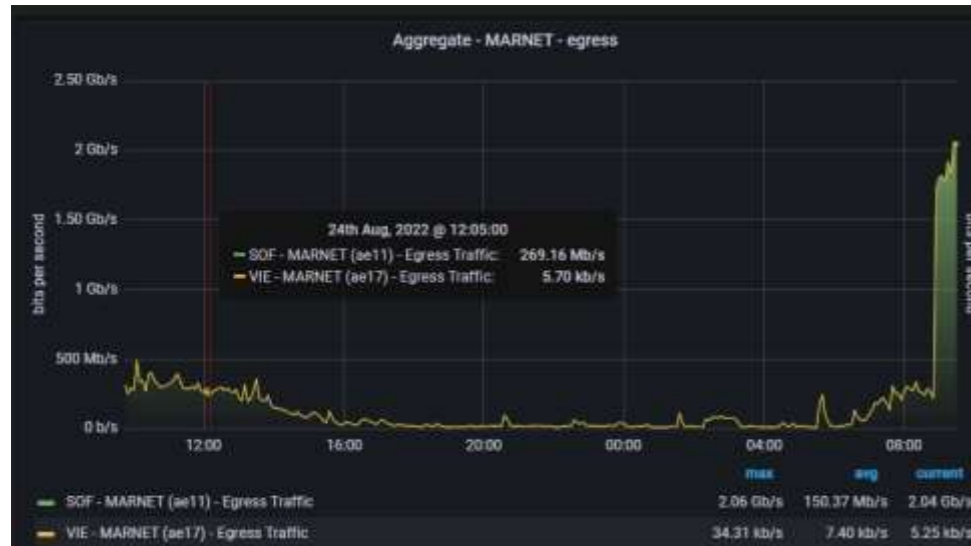 Aggregate - MARNET - egress
2.50 Gb/s
2 Gb/s
1.50 Gb/s
1 Gb/s
500 Mb/s
0 b/s
bits per second
24th Aug, 2022 @ 12:05:00
SOF - MARNET (ae11) - Egress Traffic: 269.16 Mb/s
VIE - MARNET (ae17) - Egress Traffic: 5.70 kb/s
12:00 16:00 20:00 00:00 04:00 08:00
max avg current
SOF - MARNET (ae11) - Egress Traffic 2.06 Gb/s 150.37 Mb/s 2.04 Gb/s
VIE - MARNET (ae17) - Egress Traffic 34.31 kb/s 7.40 kb/s 5.25 kb/s